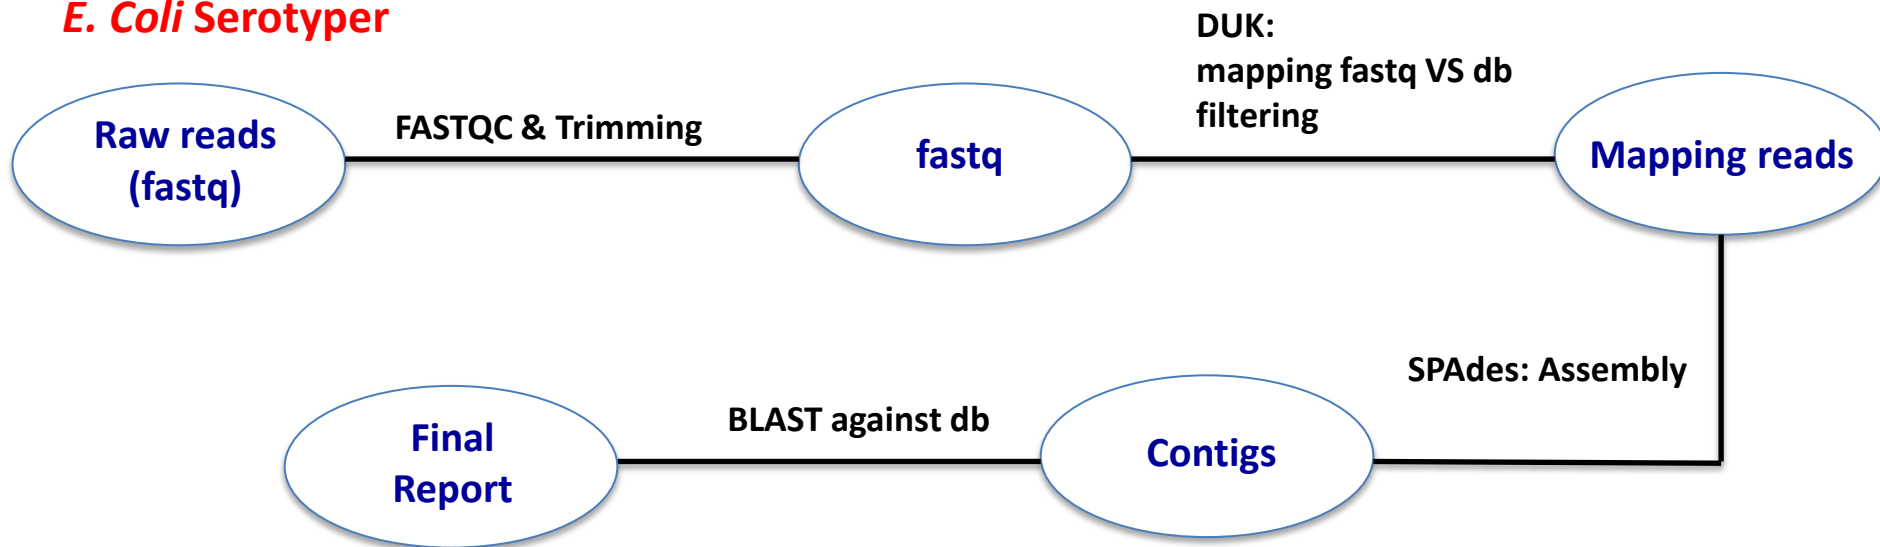 E. Coli Serotyper
Raw reads
(fastq)
FASTQC & Trimming
fastq
DUK:
mapping fastq VS db
filtering
Mapping reads
SPAdes: Assembly
Contigs
BLAST against db
Final
Report